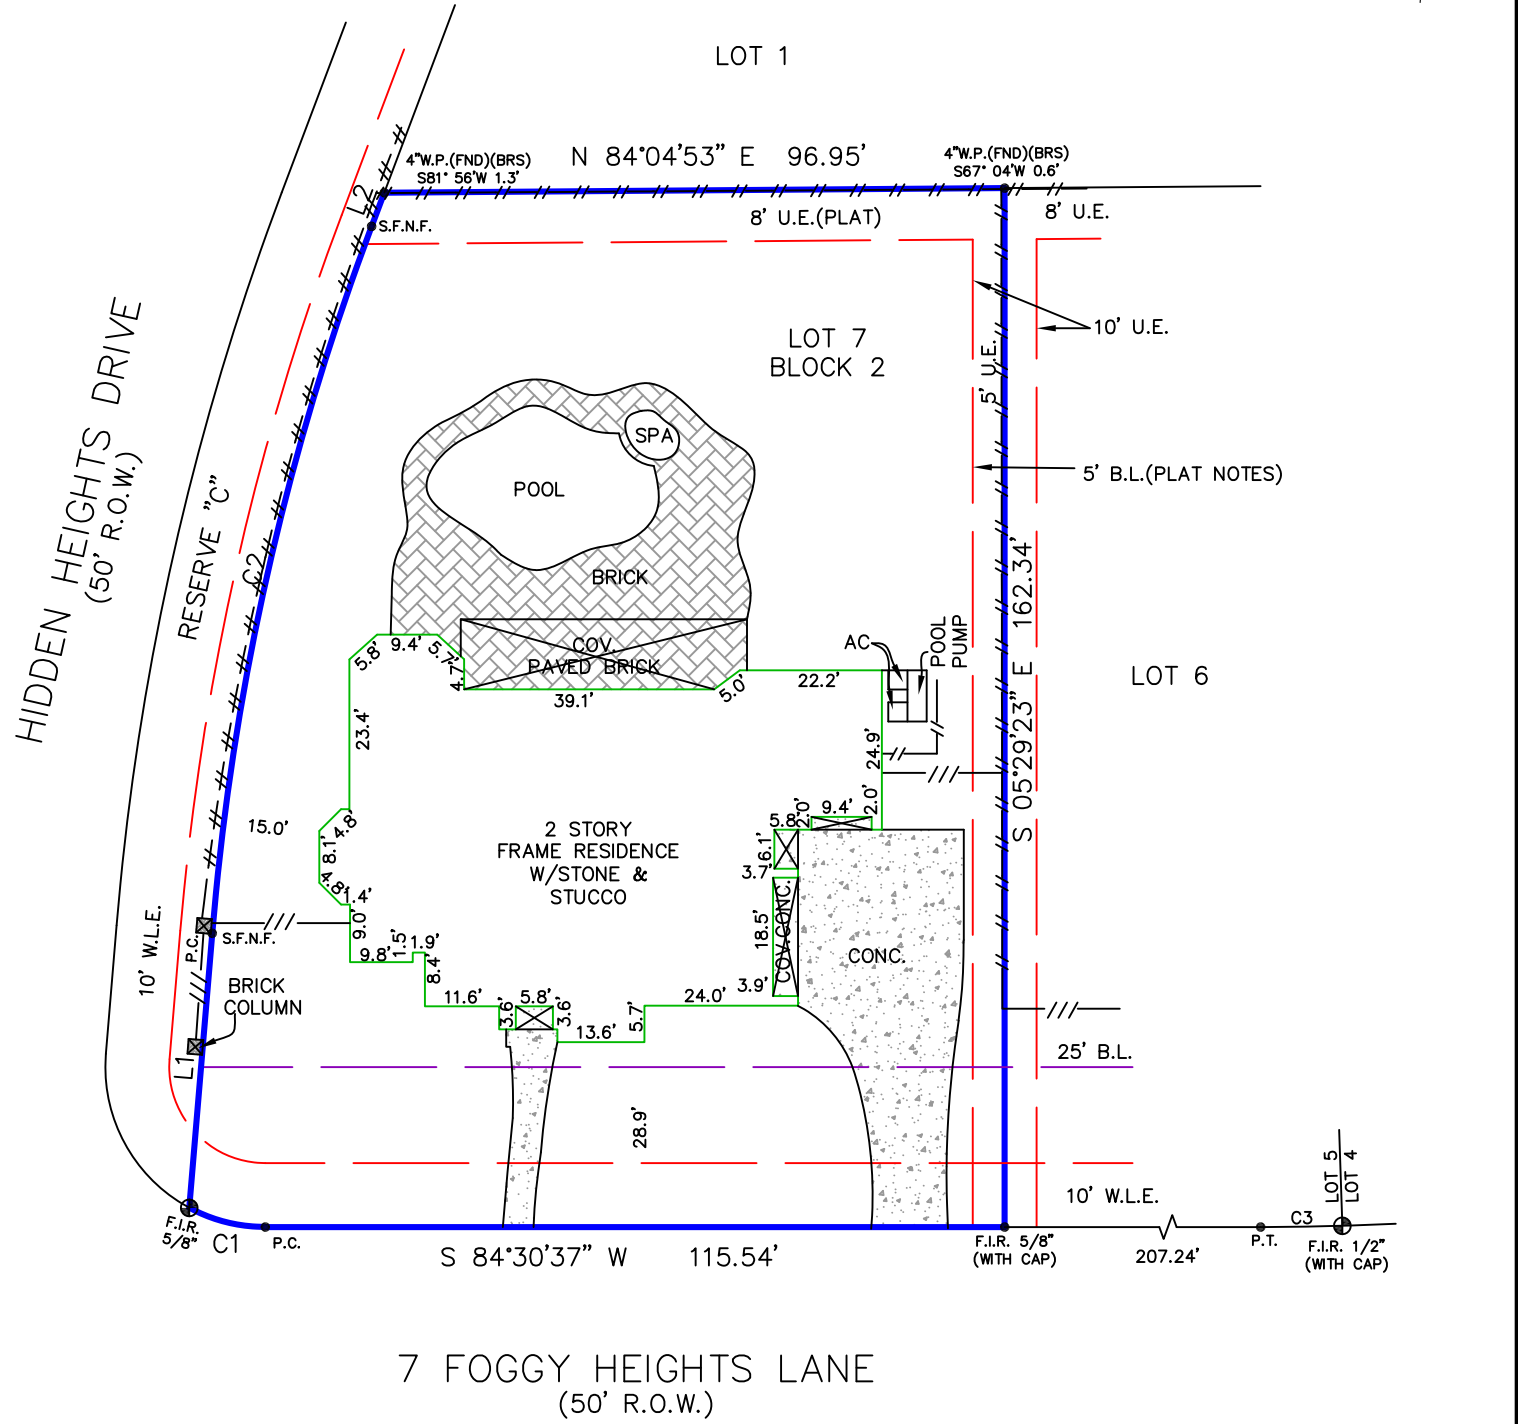 LOT 1
4"W.P.(FND)(BRS)
S81° 56'W 1.3'
N 84°04'53" E 96.95'
4"W.P.(FND)(BRS)
S67° 04'W 0.6'
L2
S.F.N.F.
8' U.E.(PLAT)
8' U.E.
HIDDEN HEIGHTS DRIVE
(50' R.O.W.)
RESERVE "C"
C2
LOT 7
BLOCK 2
5' U.E.
10' U.E.
5' B.L.(PLAT NOTES)
SPA
POOL
BRICK
COV.
PAVED BRICK
S 05°29'23" E 162.34'
AC
POOL
PUMP
LOT 6
5.8'
9.4'
5.7'
4.7'
39.1'
5.0'
22.2'
23.4'
24.9'
2.0'
9.4'
2.0'
5.8'
6.1'
3.7'
15.0'
4.8'
8.1'
4.8'
1.4'
9.0'
2 STORY
FRAME RESIDENCE
W/STONE &
STUCCO
18.5'
COV.CONC.
3.9'
CONC.
10' W.L.E.
P.C.
S.F.N.F.
BRICK
COLUMN
L1
9.8'
1.5'
1.9'
8.4'
11.6'
3.6'
5.8'
3.6'
13.6'
5.7'
24.0'
25' B.L.
28.9'
10' W.L.E.
LOT 5
LOT 4
F.I.R.
5/8"
C1
P.C.
S 84°30'37" W 115.54'
F.I.R. 5/8"
(WITH CAP)
207.24'
P.T.
C3
F.I.R. 1/2"
(WITH CAP)
7 FOGGY HEIGHTS LANE
(50' R.O.W.)